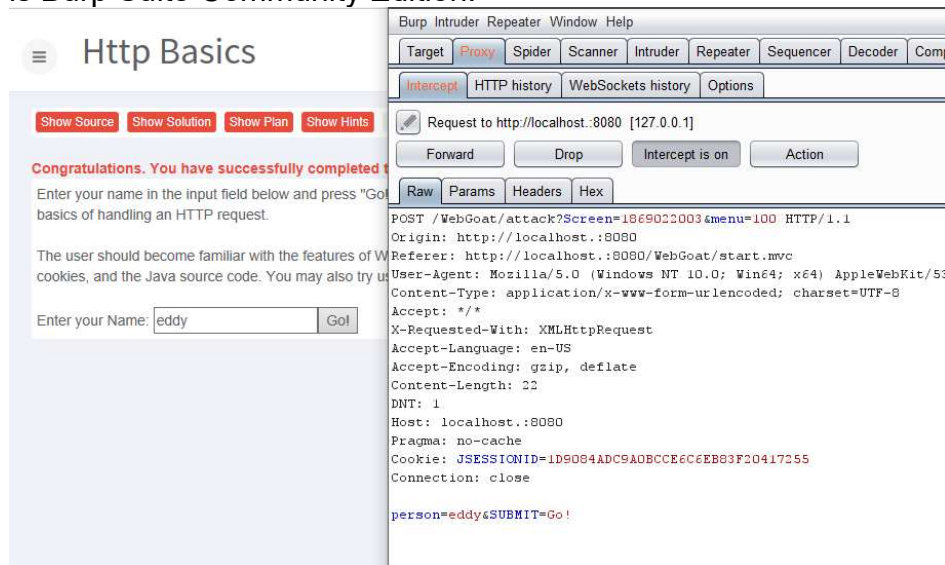 is Burp Suite Community Edition.
Http Basics
Show Source Show Solution Show Plan Show Hints
Congratulations. You have successfully completed t
Enter your name in the input field below and press "Go!
basics of handling an HTTP request.
The user should become familiar with the features of W
cookies, and the Java source code. You may also try us
Enter your Name: eddy Go!
Burp Intruder Repeater Window Help
Target Proxy Spider Scanner Intruder Repeater Sequencer Decoder Comp
Intercept HTTP history WebSockets history Options
Request to http://localhost.:8080 [127.0.0.1]
Forward Drop Intercept is on Action
Raw Params Headers Hex
POST /WebGoat/attack?Screen=1869022003&menu=100 HTTP/1.1
Origin: http://localhost.:8080
Referer: http://localhost.:8080/WebGoat/start.mvc
User-Agent: Mozilla/5.0 (Windows NT 10.0; Win64; x64) AppleWebKit/53
Content-Type: application/x-www-form-urlencoded; charset=UTF-8
Accept: */*
X-Requested-With: XMLHttpRequest
Accept-Language: en-US
Accept-Encoding: gzip, deflate
Content-Length: 22
DNT: 1
Host: localhost.:8080
Pragma: no-cache
Cookie: JSESSIONID=1D9084ADC9A0BCCE6C6EB83F20417255
Connection: close
person=eddy&SUBMIT=Go!